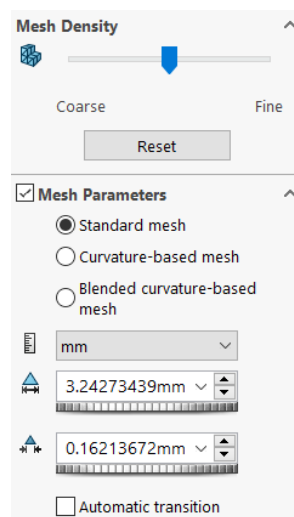 Mesh Density
Coarse Fine
Reset
Mesh Parameters
Standard mesh
Curvature-based mesh
Blended curvature-based
mesh
mm
3.24273439mm
0.16213672mm
Automatic transition